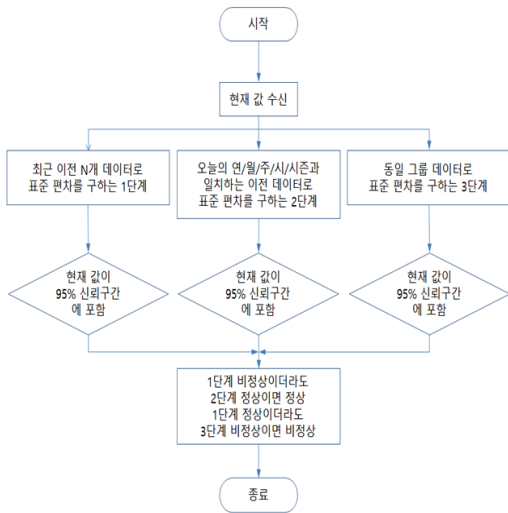 시작
현재 값 수신
최근 이전 N개 데이터로
표준 편차를 구하는 1단계
오늘의 연/월/주/시/시즌과
일치하는 이전 데이터로
표준 편차를 구하는 2단계
동일 그룹 데이터로
표준 편차를 구하는 3단계
현재 값이
95% 신뢰구간
에 포함
현재 값이
95% 신뢰구간
에 포함
현재 값이
95% 신뢰구간
에 포함
1단계 비정상이더라도
2단계 정상이면 정상
1단계 정상이더라도
3단계 비정상이면 비정상
종료